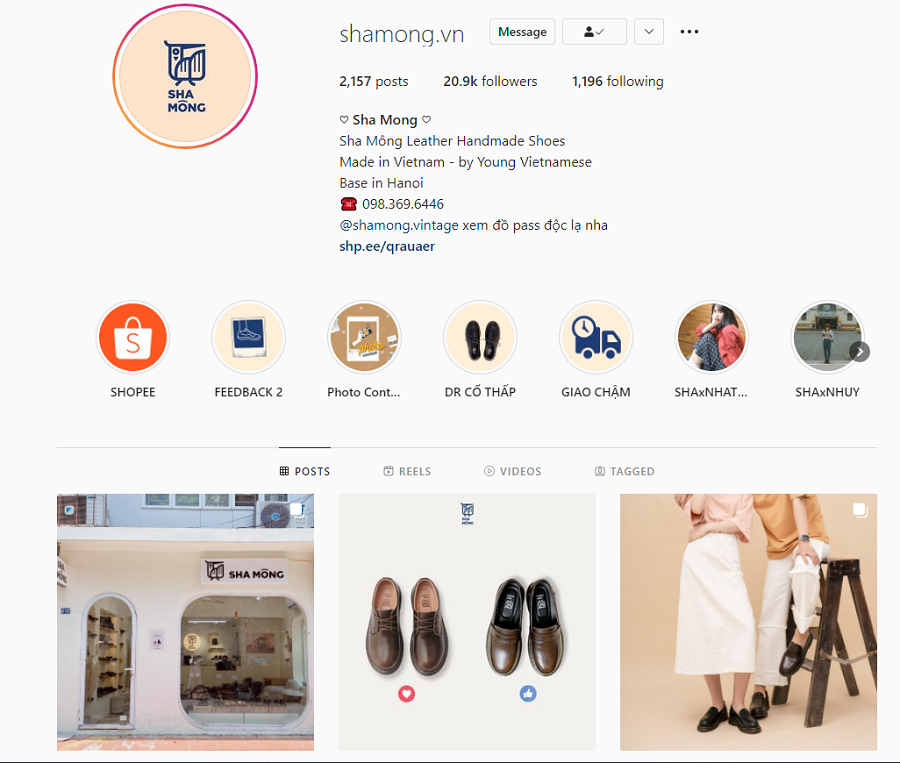 SHA
MÔNG
shamong.vn
Message
2,157 posts
20.9k followers
1,196 following
♡ Sha Mong ♡
Sha Mông Leather Handmade Shoes
Made in Vietnam - by Young Vietnamese
Base in Hanoi
☎️ 098.369.6446
@shamong.vintage xem đồ pass độc lạ nha
shp.ee/qrauaer
S
SHOPEE
FEEDBACK 2
Photo Cont...
DR CỔ THẤP
GIAO CHẬM
SHAxNHAT...
SHAxNHUY
POSTS
REELS
VIDEOS
TAGGED
SHA MÔNG
SHA
MÔNG